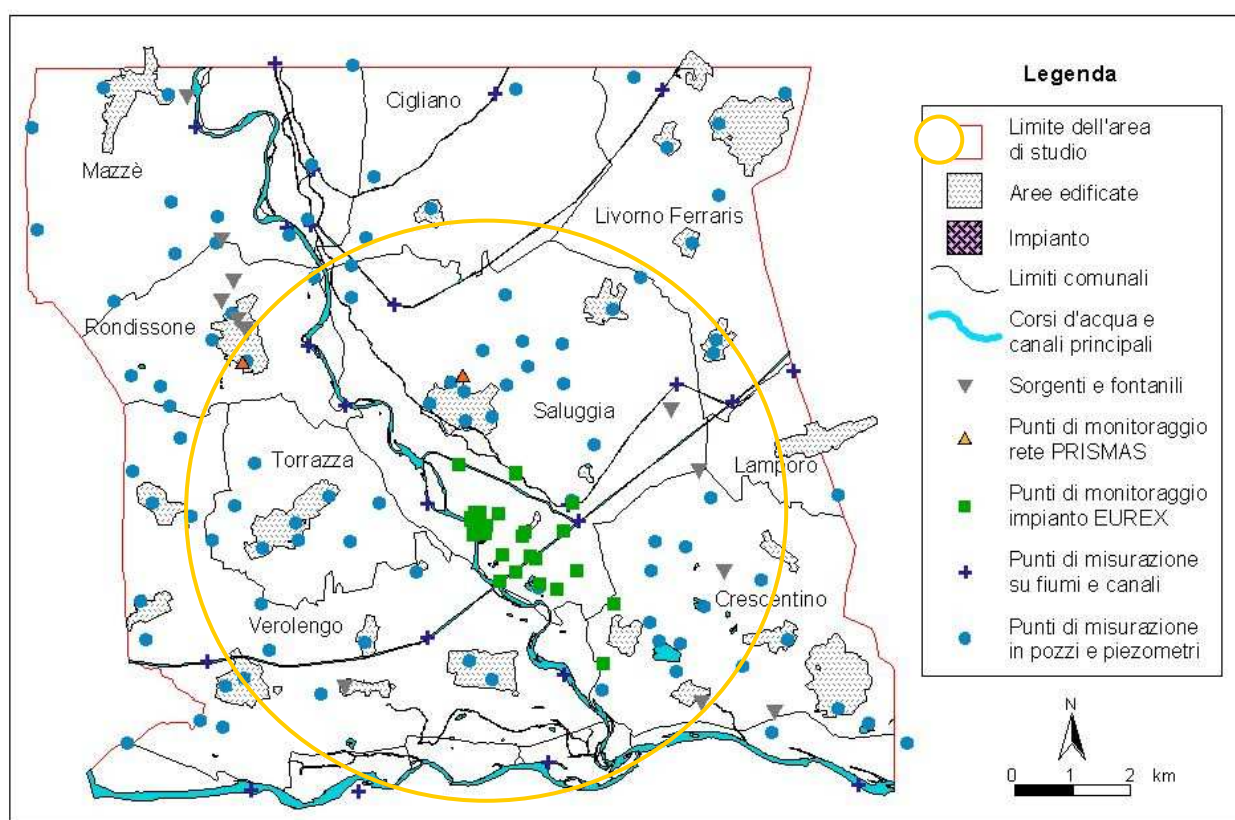 Legenda
Cigliano
Mazzè
Livorno Ferraris
Rondissone
Saluggia
Torrazza
Lamporo
Crescentino
Verolengo
Limite dell'area
di studio
Aree edificate
Impianto
Limiti comunali
Corsi d'acqua e
canali principali
Sorgenti e fontanili
Punti di monitoraggio
rete PRISMAS
Punti di monitoraggio
impianto EUREX
Punti di misurazione
su fiumi e canali
Punti di misurazione
in pozzi e piezometri
N
0 1 2 km